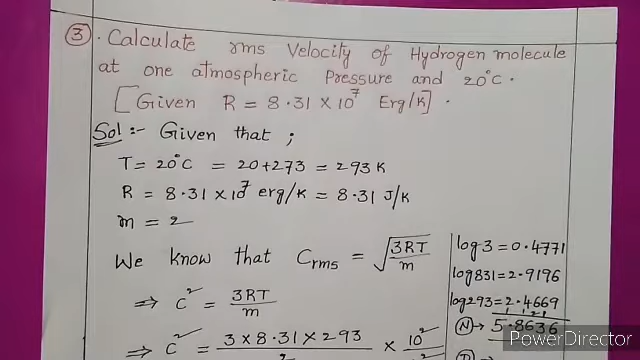 ③. Calculate rms Velocity of Hydrogen molecule
at one atmospheric Pressure and 20°C.
[Given R = 8.31 × 10⁷ Erg/K].
Sol:- Given that ;
T = 20°C = 20+273 = 293 K
R = 8.31 × 10⁷ erg/K = 8.31 J/K
m = 2
We know that Crms = √(3RT/m)
⇒ C² = 3RT/m
⇒ C² = 3×8.31×293/2 × 10²
log 3 = 0.4771
log 831 = 2.9196
log 293 = 2.4669
(N)→ 5.8636
PowerDirector